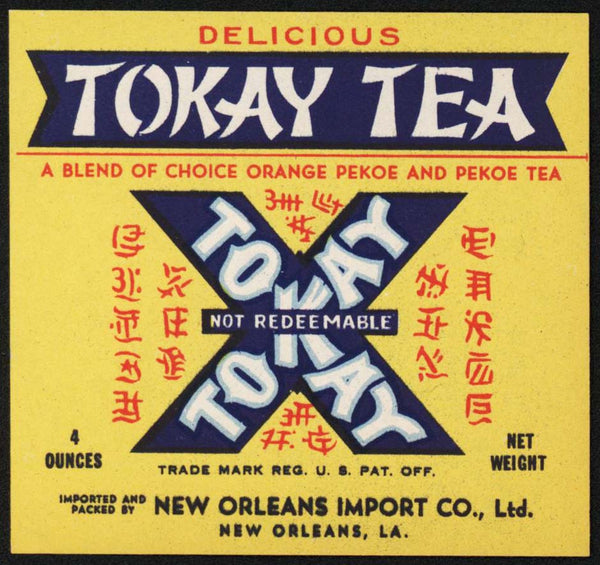 DELICIOUS
TOKAY TEA
A BLEND OF CHOICE ORANGE PEKOE AND PEKOE TEA
TOKAY
TOKAY
NOT REDEEMABLE
4
OUNCES
NET
WEIGHT
TRADE MARK REG. U. S. PAT. OFF.
IMPORTED AND
PACKED BY
NEW ORLEANS IMPORT CO., Ltd.
NEW ORLEANS, LA.